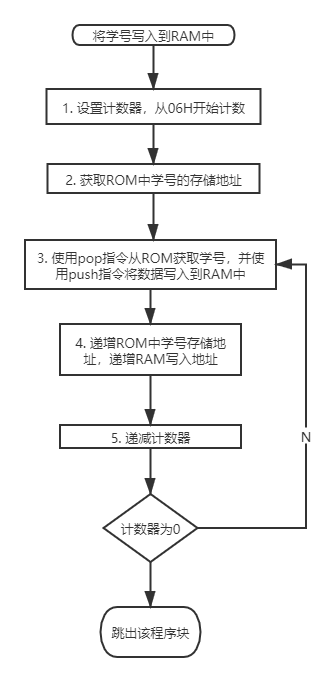 将学号写入到RAM中
1. 设置计数器，从06H开始计数
2. 获取ROM中学号的存储地址
3. 使用pop指令从ROM获取学号，并使
用push指令将数据写入到RAM中
4. 递增ROM中学号存储地
址，递增RAM写入地址
5. 递减计数器
N
计数器为0
跳出该程序块